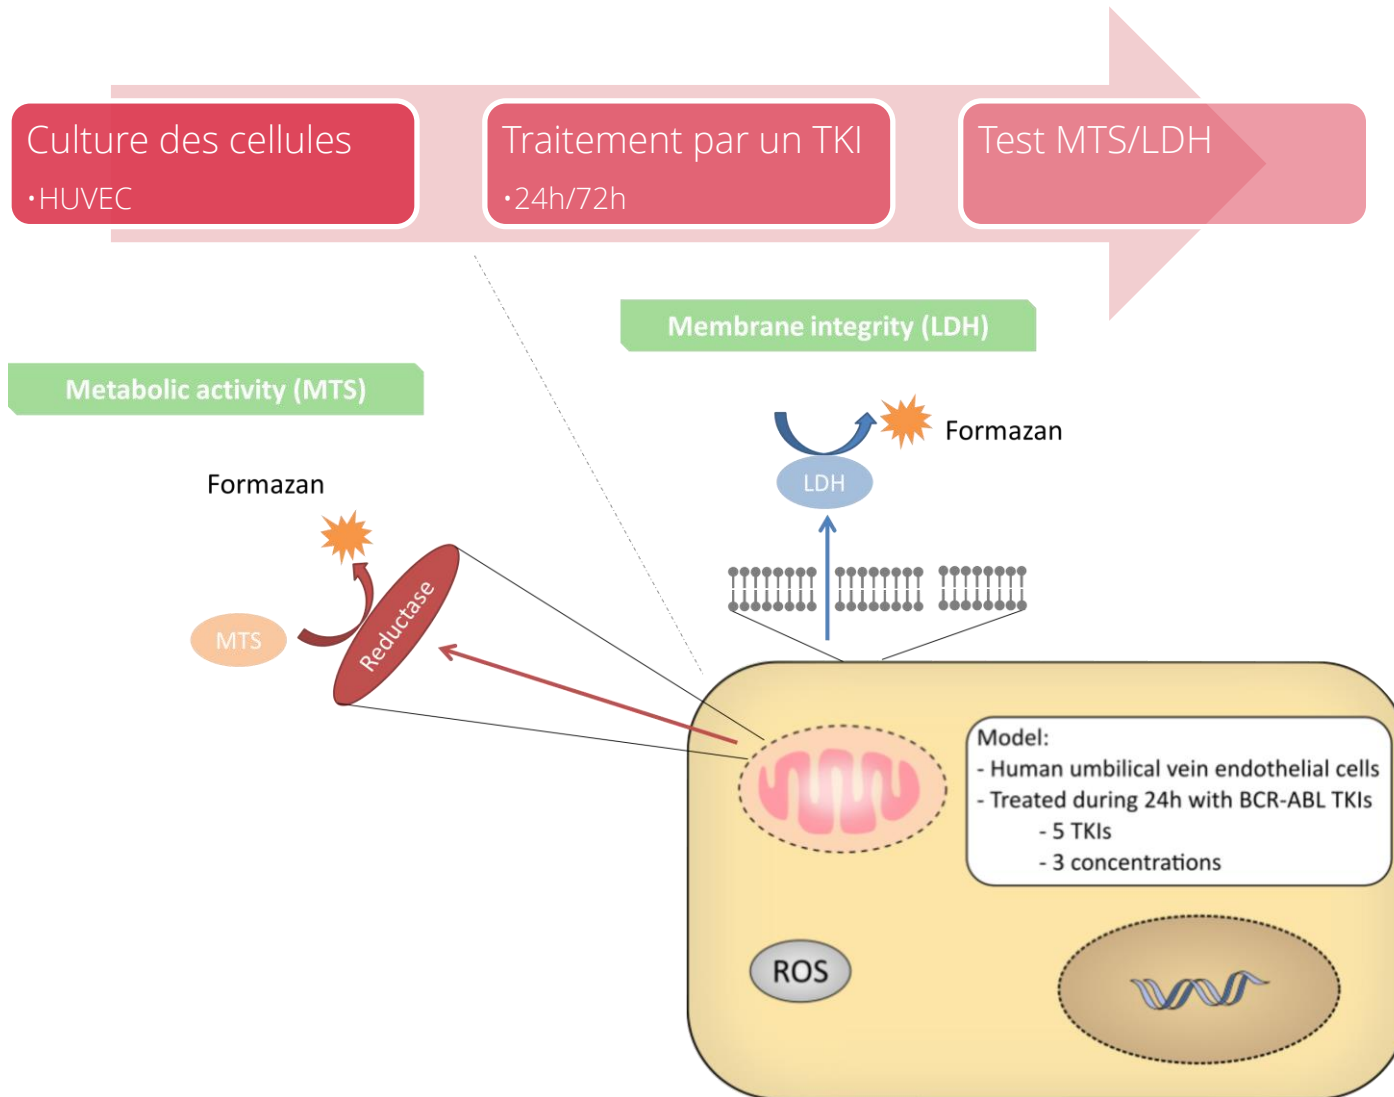 Culture des cellules
•HUVEC
Traitement par un TKI
•24h/72h
Test MTS/LDH
Membrane integrity (LDH)
Metabolic activity (MTS)
Formazan
LDH
Formazan
MTS
Reductase
Model:
- Human umbilical vein endothelial cells
- Treated during 24h with BCR-ABL TKIs
- 5 TKIs
- 3 concentrations
ROS